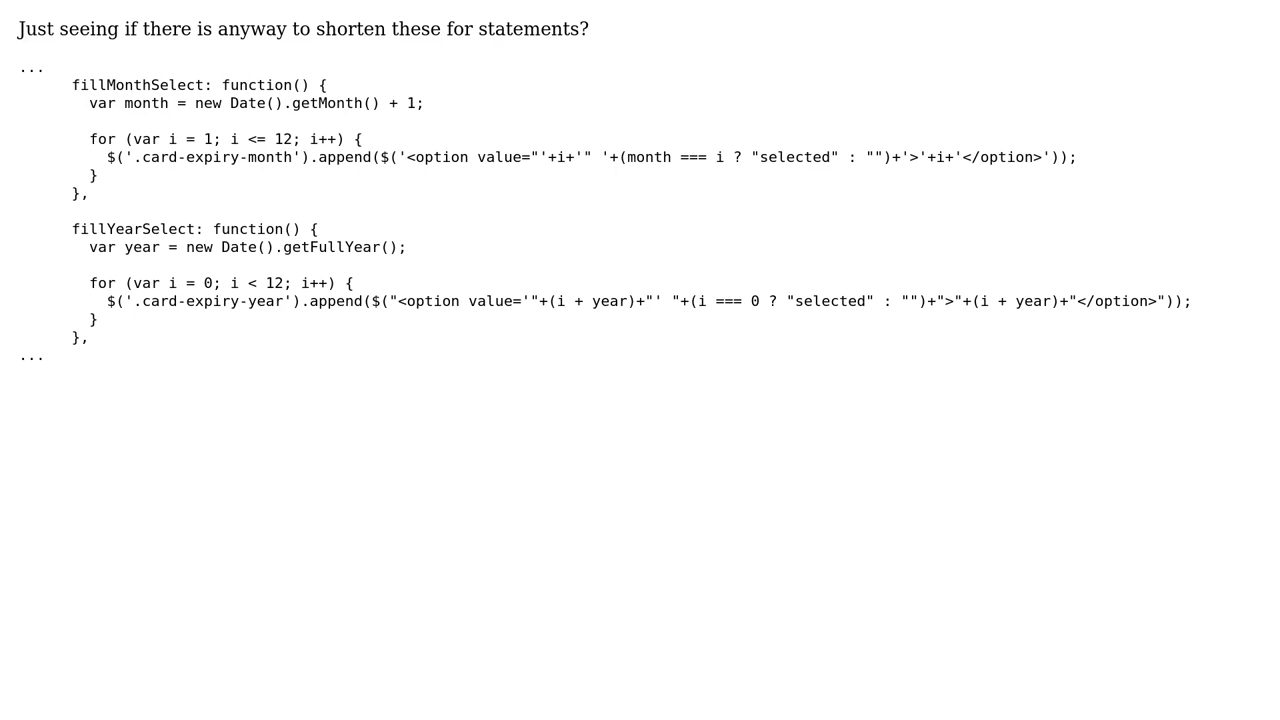 Just seeing if there is anyway to shorten these for statements?
...
      fillMonthSelect: function() {
        var month = new Date().getMonth() + 1;

        for (var i = 1; i <= 12; i++) {
          $('.card-expiry-month').append($('<option value="'+i+'" '+(month === i ? "selected" : "")+'>'+i+'</option>'));
        }
      },

      fillYearSelect: function() {
        var year = new Date().getFullYear();

        for (var i = 0; i < 12; i++) {
          $('.card-expiry-year').append($("<option value='"+(i + year)+"' "+(i === 0 ? "selected" : "")+">"+(i + year)+"</option>"));
        }
      },
...